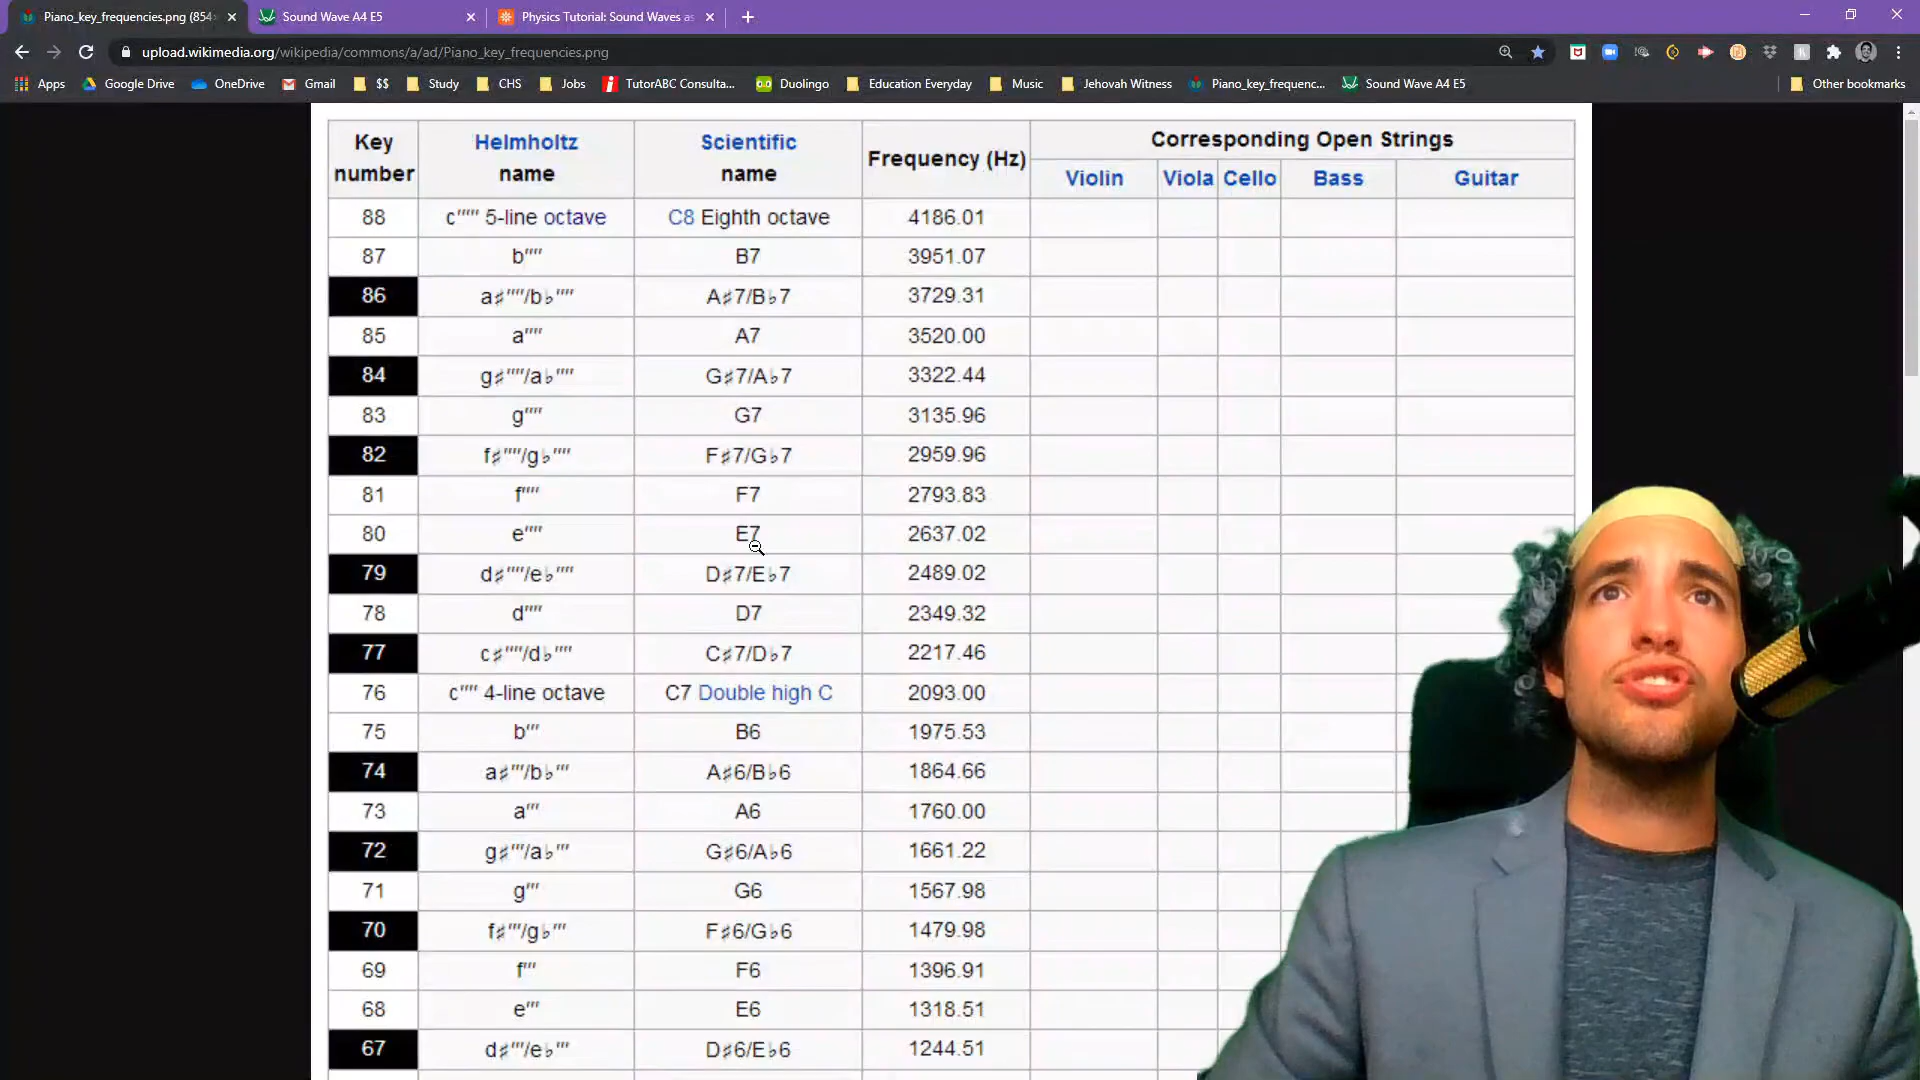 Piano_key_frequencies.png (854
Sound Wave A4 E5
Physics Tutorial: Sound Waves as
upload.wikimedia.org/wikipedia/commons/a/ad/Piano_key_frequencies.png
Apps Google Drive OneDrive Gmail $$ Study CHS Jobs TutorABC Consulta... Duolingo Education Everyday Music Jehovah Witness Piano_key_frequenc... Sound Wave A4 E5 Other bookmarks
Key number Helmholtz name Scientific name Frequency (Hz) Corresponding Open Strings
Violin Viola Cello Bass Guitar
88 c′′′′′ 5-line octave C8 Eighth octave 4186.01
87 b′′′′ B7 3951.07
86 a♯′′′′/b♭′′′′ A♯7/B♭7 3729.31
85 a′′′′ A7 3520.00
84 g♯′′′′/a♭′′′′ G♯7/A♭7 3322.44
83 g′′′′ G7 3135.96
82 f♯′′′′/g♭′′′′ F♯7/G♭7 2959.96
81 f′′′′ F7 2793.83
80 e′′′′ E7 2637.02
79 d♯′′′′/e♭′′′′ D♯7/E♭7 2489.02
78 d′′′′ D7 2349.32
77 c♯′′′′/d♭′′′′ C♯7/D♭7 2217.46
76 c′′′′ 4-line octave C7 Double high C 2093.00
75 b′′′ B6 1975.53
74 a♯′′′/b♭′′′ A♯6/B♭6 1864.66
73 a′′′ A6 1760.00
72 g♯′′′/a♭′′′ G♯6/A♭6 1661.22
71 g′′′ G6 1567.98
70 f♯′′′/g♭′′′ F♯6/G♭6 1479.98
69 f′′′ F6 1396.91
68 e′′′ E6 1318.51
67 d♯′′′/e♭′′′ D♯6/E♭6 1244.51